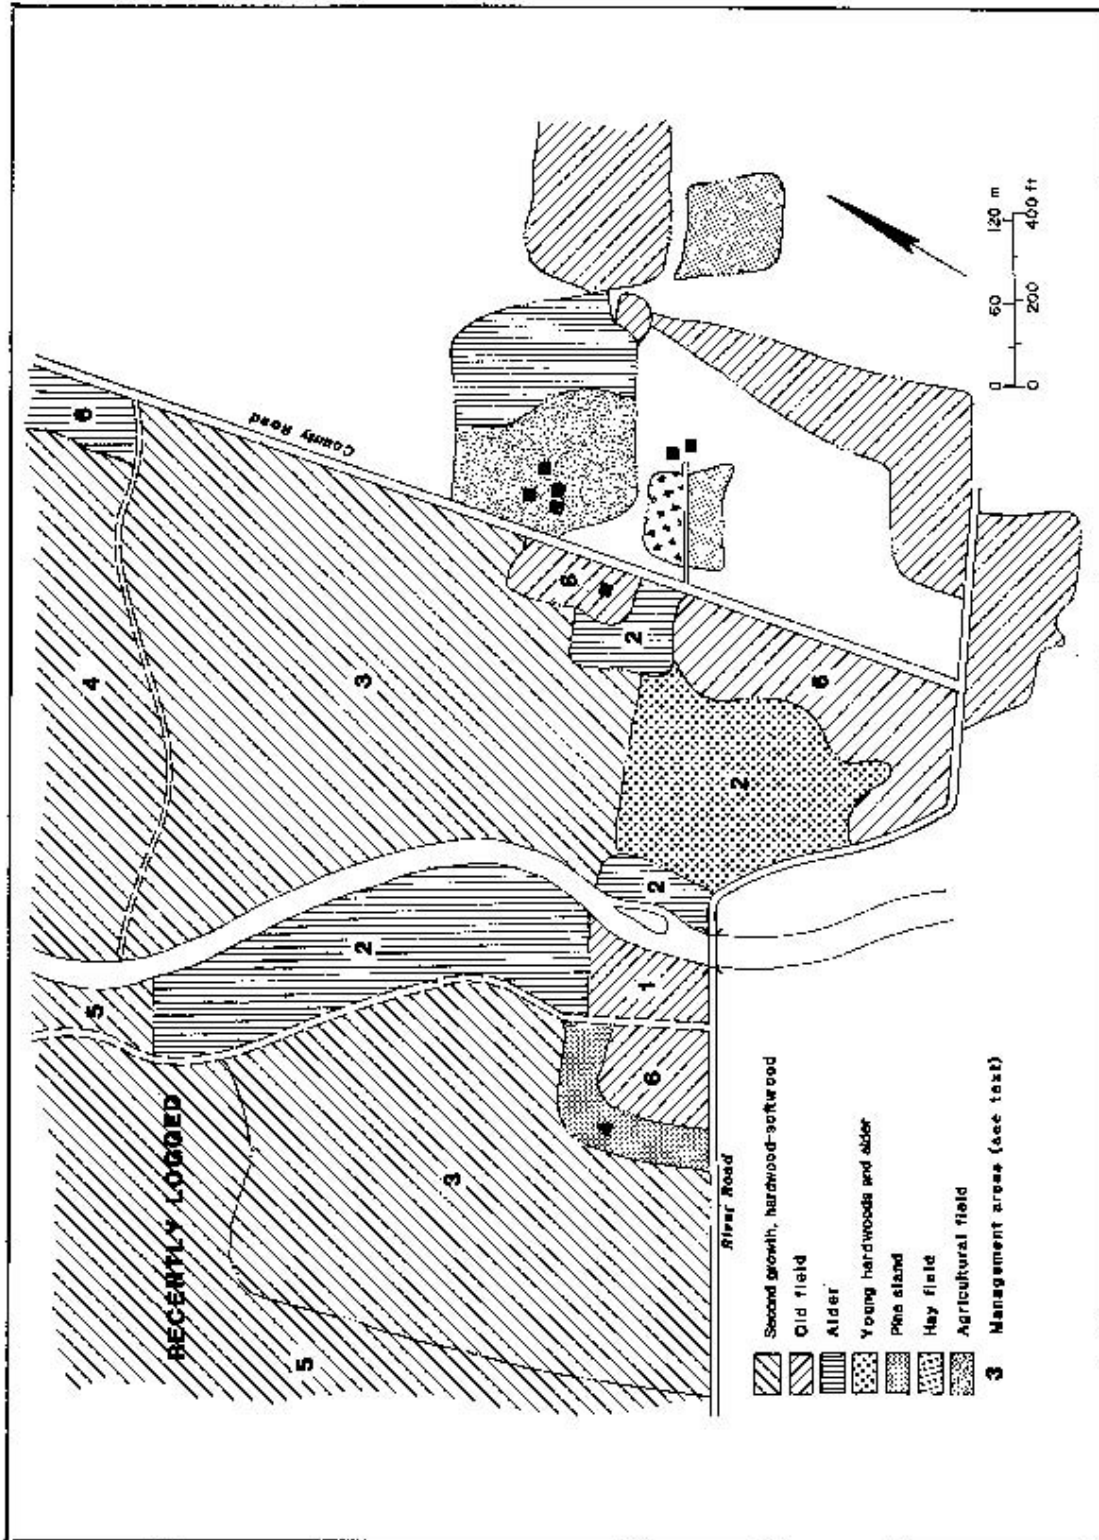 RECENTLY LOGGED
5
4
6
County Road
5
2
3
3
6
2
4
6
1
2
2
6
River Road
Second growth, hardwood-softwood
Old field
Alder
Young hardwoods and alder
Pine stand
Hay field
Agricultural field
3 Management areas (see text)
0 60 120 m
0 200 400 ft